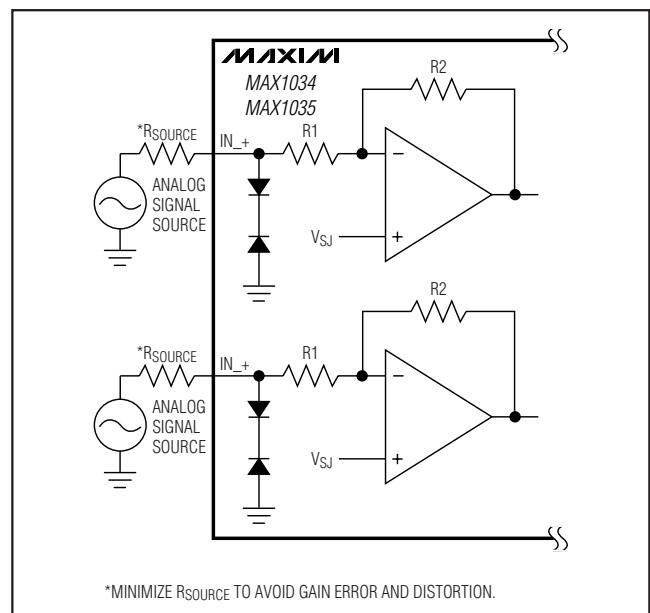 MAXIM
MAX1034
MAX1035
R2
*RSOURCE
IN_+
R1
ANALOG
SIGNAL
SOURCE
−
VSJ
+
R2
*RSOURCE
IN_+
R1
ANALOG
SIGNAL
SOURCE
−
VSJ
+
*MINIMIZE RSOURCE TO AVOID GAIN ERROR AND DISTORTION.